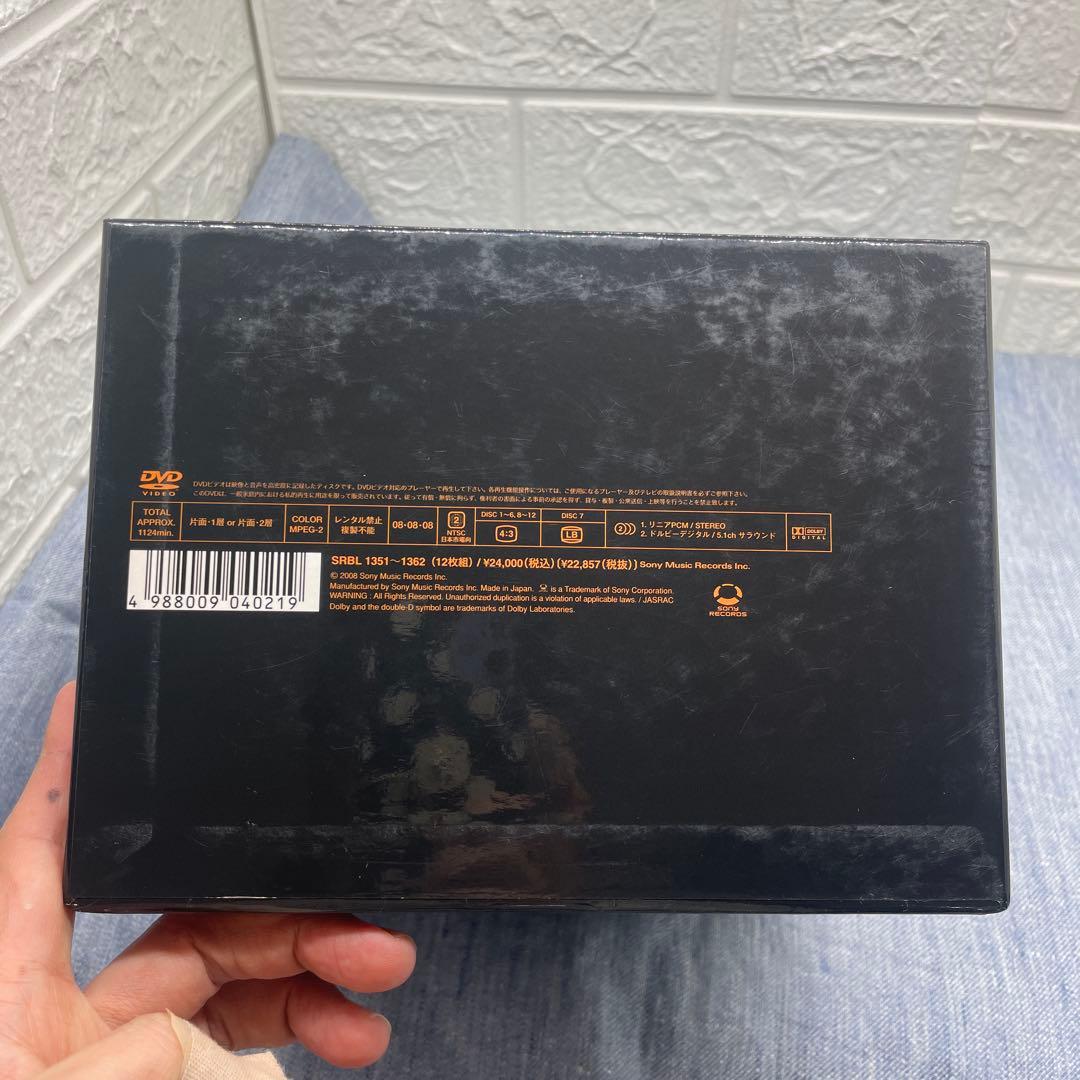 DVD
VIDEO
DVDビデオは映像と音声を高密度に記録したディスクです。DVDビデオ対応のプレーヤーで再生して下さい。各再生機能操作については、ご使用になるプレーヤー及びテレビの取扱説明書を必ずご参照下さい。
このDVDは、一般家庭内における私的再生に用途を限って販売されています。従って有償・無償に拘らず、権利者の書面による事前の承諾を得ず、貸与・複製・公衆送信・上映等を行うことを禁止致します。
TOTAL
APPROX.
1124min.
片面・1層 or 片面・2層
COLOR
MPEG-2
レンタル禁止
複製不能
08・08・08
2
NTSC
日本市場向
DISC 1~6, 8~12
4:3
DISC 7
LB
1. リニアPCM / STEREO
2. ドルビーデジタル / 5.1ch サラウンド
DOLBY
DIGITAL
4 988009 040219
SRBL 1351~1362 (12枚組) / ¥24,000(税込) [¥22,857(税抜)] Sony Music Records Inc.
© 2008 Sony Music Records Inc.
Manufactured by Sony Music Records Inc. Made in Japan. is a Trademark of Sony Corporation.
WARNING : All Rights Reserved. Unauthorized duplication is a violation of applicable laws. / JASRAC
Dolby and the double-D symbol are trademarks of Dolby Laboratories.
SONY
RECORDS